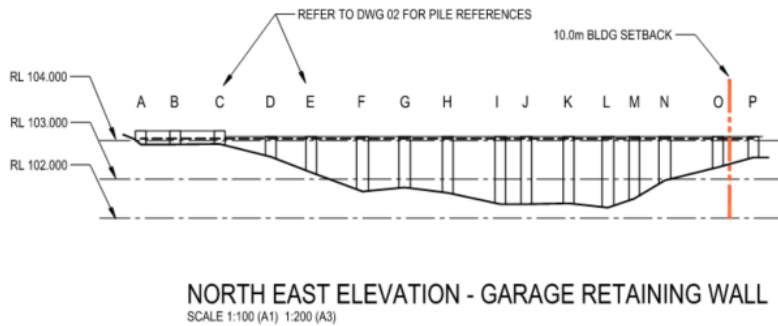 REFER TO DWG 02 FOR PILE REFERENCES
10.0m BLDG SETBACK
RL 104.000
A B C D E F G H I J K L M N O P
RL 103.000
RL 102.000
NORTH EAST ELEVATION - GARAGE RETAINING WALL
SCALE 1:100 (A1) 1:200 (A3)